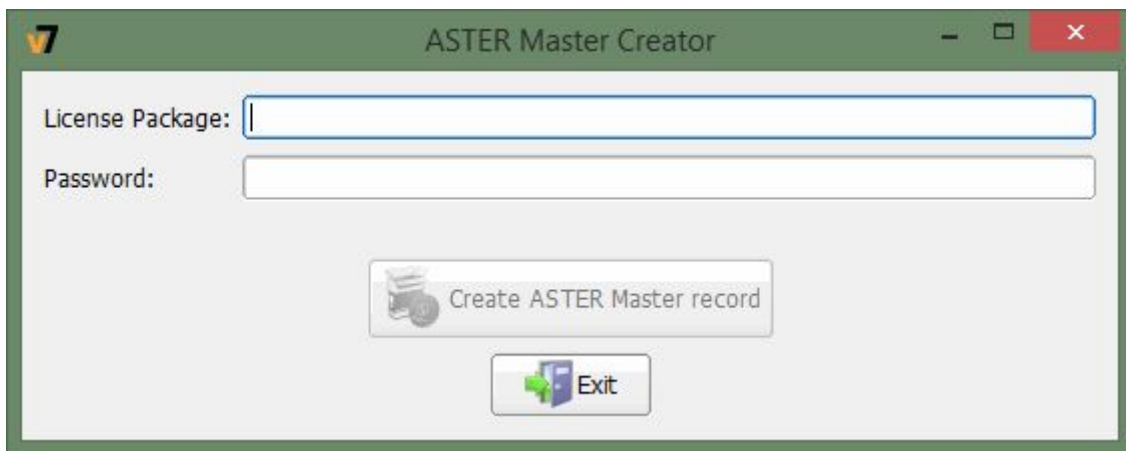 v7
ASTER Master Creator
License Package:
Password:
Create ASTER Master record
Exit